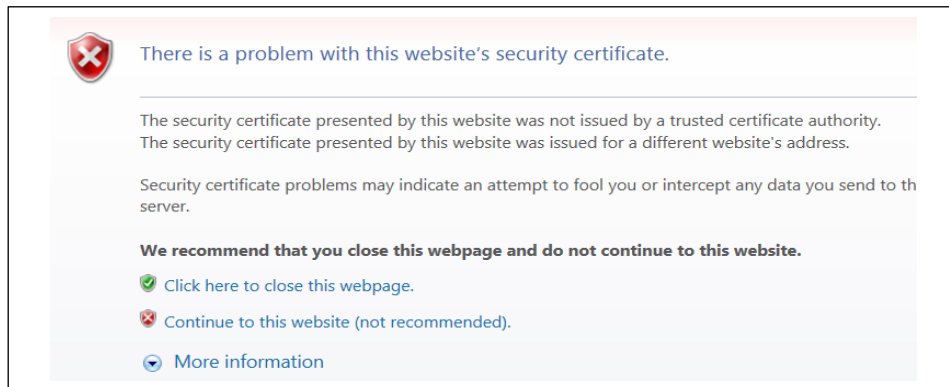 There is a problem with this website's security certificate.
The security certificate presented by this website was not issued by a trusted certificate authority.
The security certificate presented by this website was issued for a different website's address.
Security certificate problems may indicate an attempt to fool you or intercept any data you send to th
server.
We recommend that you close this webpage and do not continue to this website.
Click here to close this webpage.
Continue to this website (not recommended).
More information